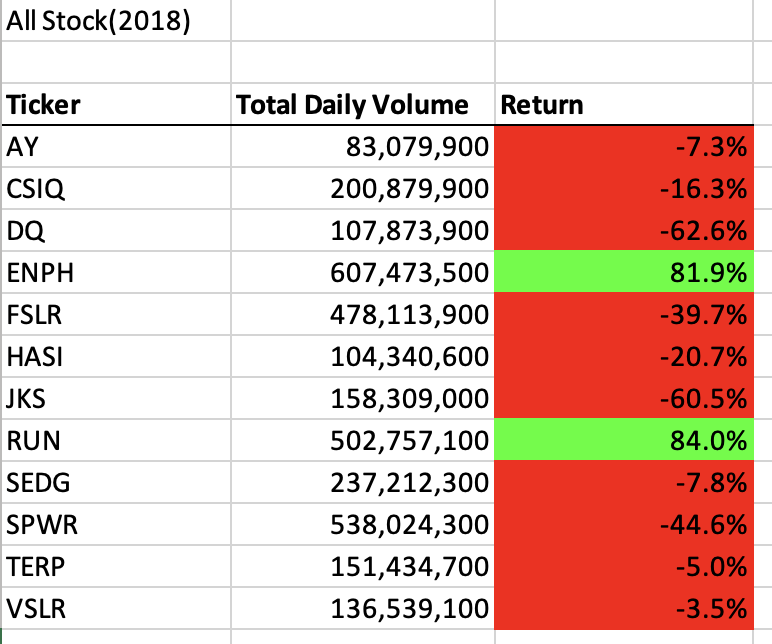 All Stock(2018)
Ticker Total Daily Volume Return
AY 83,079,900 -7.3%
CSIQ 200,879,900 -16.3%
DQ 107,873,900 -62.6%
ENPH 607,473,500 81.9%
FSLR 478,113,900 -39.7%
HASI 104,340,600 -20.7%
JKS 158,309,000 -60.5%
RUN 502,757,100 84.0%
SEDG 237,212,300 -7.8%
SPWR 538,024,300 -44.6%
TERP 151,434,700 -5.0%
VSLR 136,539,100 -3.5%